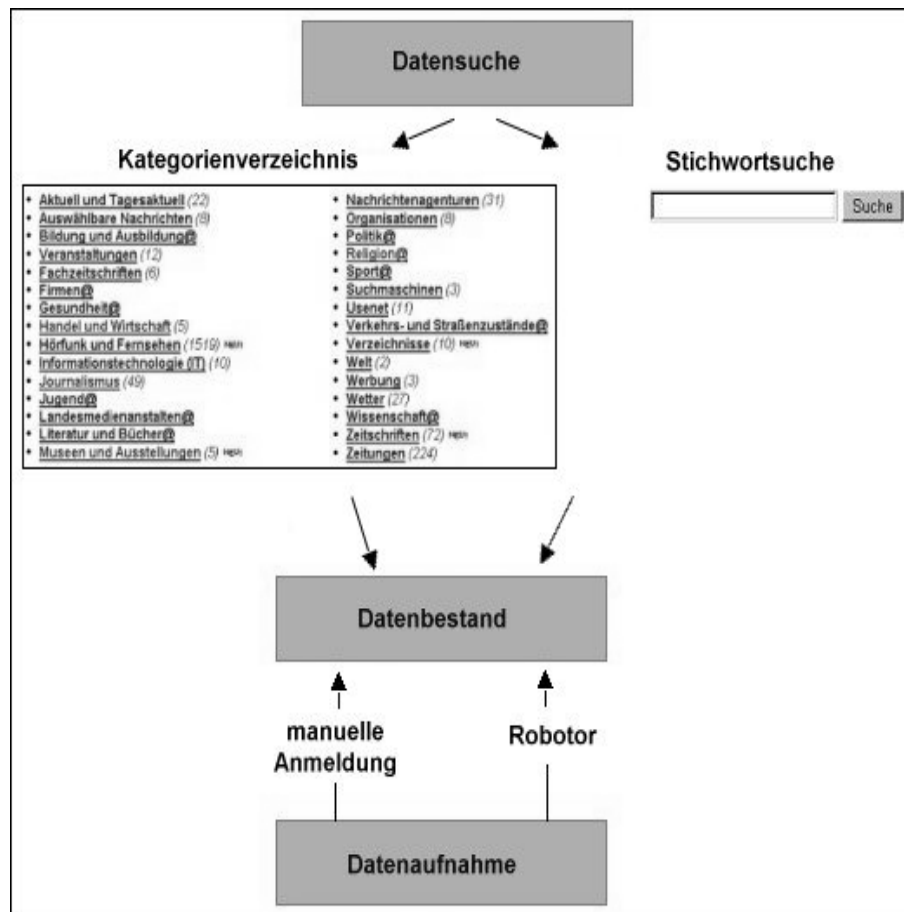 Datensuche
Kategorienverzeichnis
Stichwortsuche
Suche
• Aktuell und Tagesaktuell (22)
• Auswählbare Nachrichten (8)
• Bildung und Ausbildung@
• Veranstaltungen (12)
• Fachzeitschriften (6)
• Firmen@
• Gesundheit@
• Handel und Wirtschaft (5)
• Hörfunk und Fernsehen (1519)
• Informationstechnologie (IT) (10)
• Journalismus (49)
• Jugend@
• Landesmedienanstalten@
• Literatur und Bücher@
• Museen und Ausstellungen (5)
• Nachrichtenagenturen (31)
• Organisationen (8)
• Politik@
• Religion@
• Sport@
• Suchmaschinen (3)
• Usenet (11)
• Verkehrs- und Straßenzustände@
• Verzeichnisse (10)
• Welt (2)
• Werbung (3)
• Wetter (27)
• Wissenschaft@
• Zeitschriften (72)
• Zeitungen (224)
Datenbestand
manuelle
Anmeldung
Robotor
Datenaufnahme